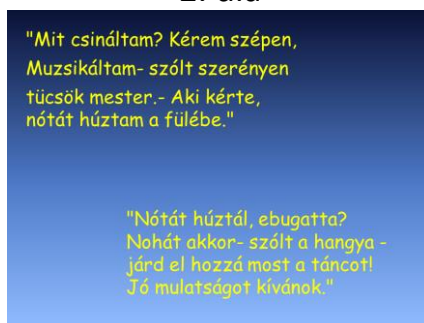 "Mit csináltam? Kérem szépen,
Muzsikáltam- szólt szerényen
tücsök mester.- Aki kérte,
nótát húztam a fülébe."
"Nótát húztál, ebugatta?
Nohát akkor- szólt a hangya -
járd el hozzá most a táncot!
Jó mulatságot kívánok."